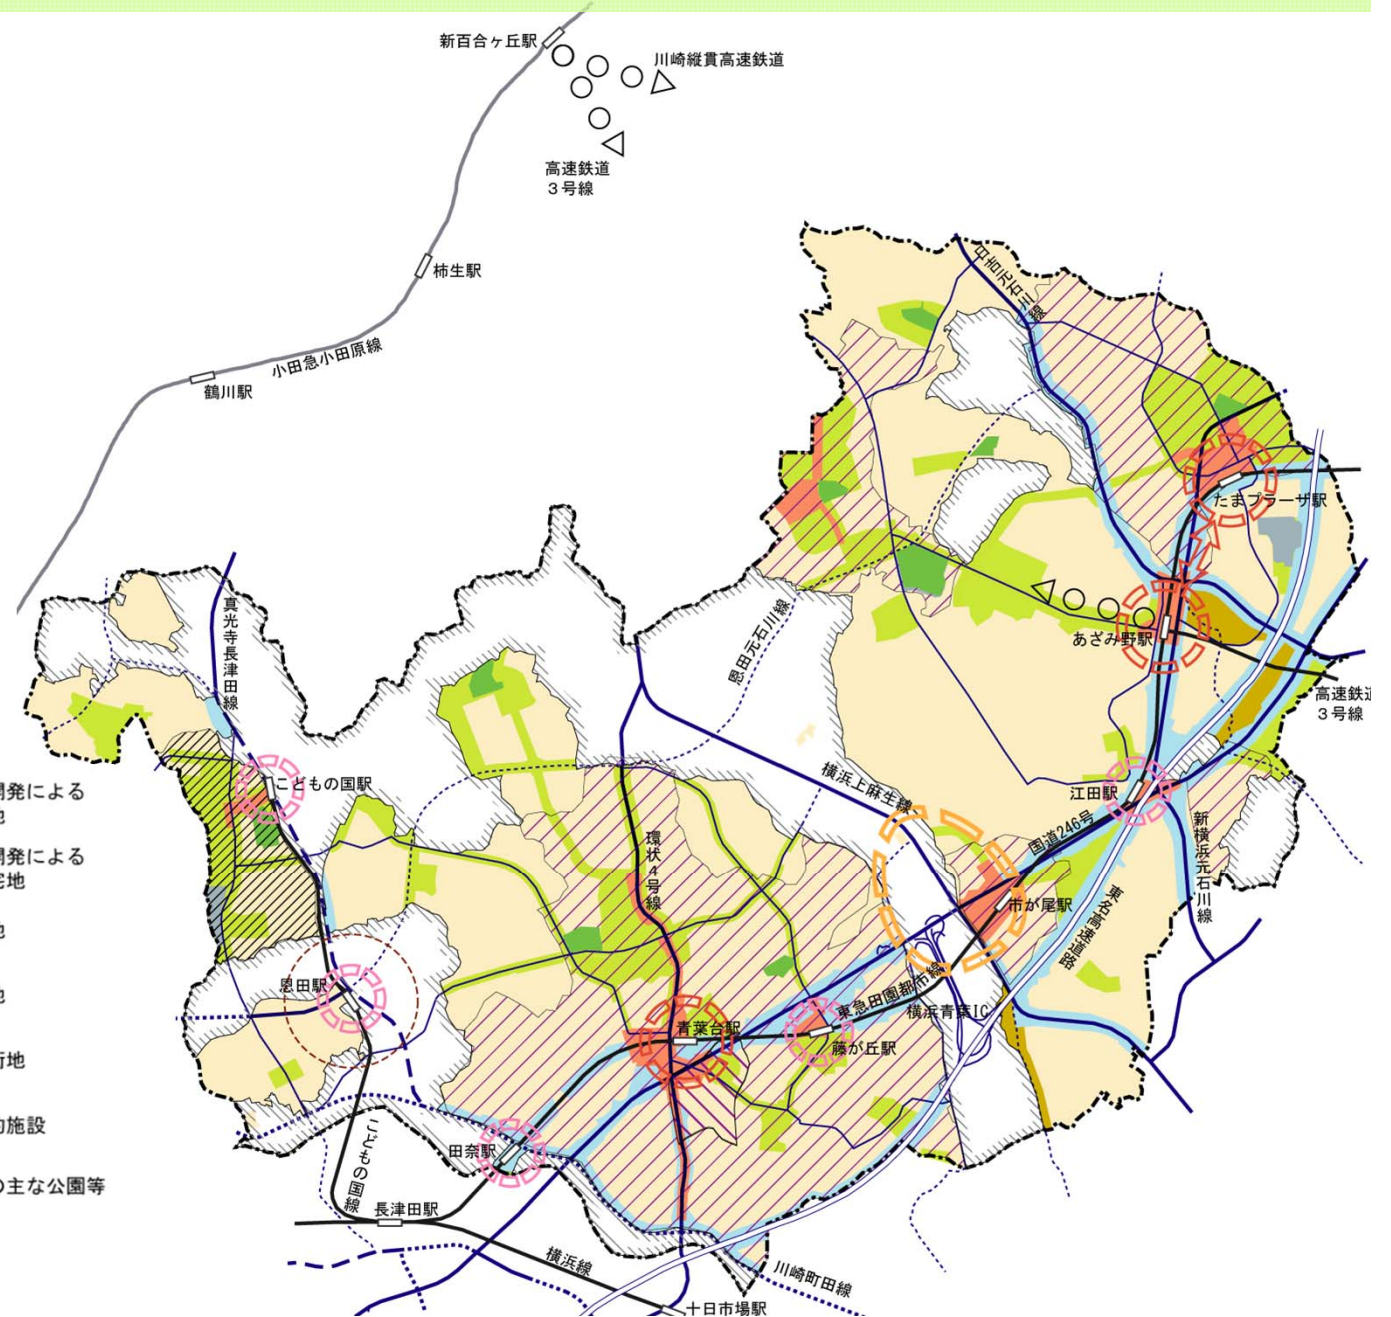 新百合ヶ丘駅
川崎縦貫高速鉄道
高速鉄道
3号線
柿生駅
小田急小田原線
鶴川駅
日吉元石川線
たまプラーザ駅
あざみ野駅
高速鉄道
3号線
真光寺長津田線
恩田元石川線
こどもの国駅
横浜上麻生線
江田駅
国道246号
新横浜元石川線
環状4号線
市が尾駅
東名高速道路
恩田駅
東急田園都市線
横浜青葉IC
青葉台駅
藤が丘駅
田奈駅
こどもの国線
長津田駅
横浜線
川崎町田線
十日市場駅
開発による
開発による
宅地
街地
的施設
の主な公園等